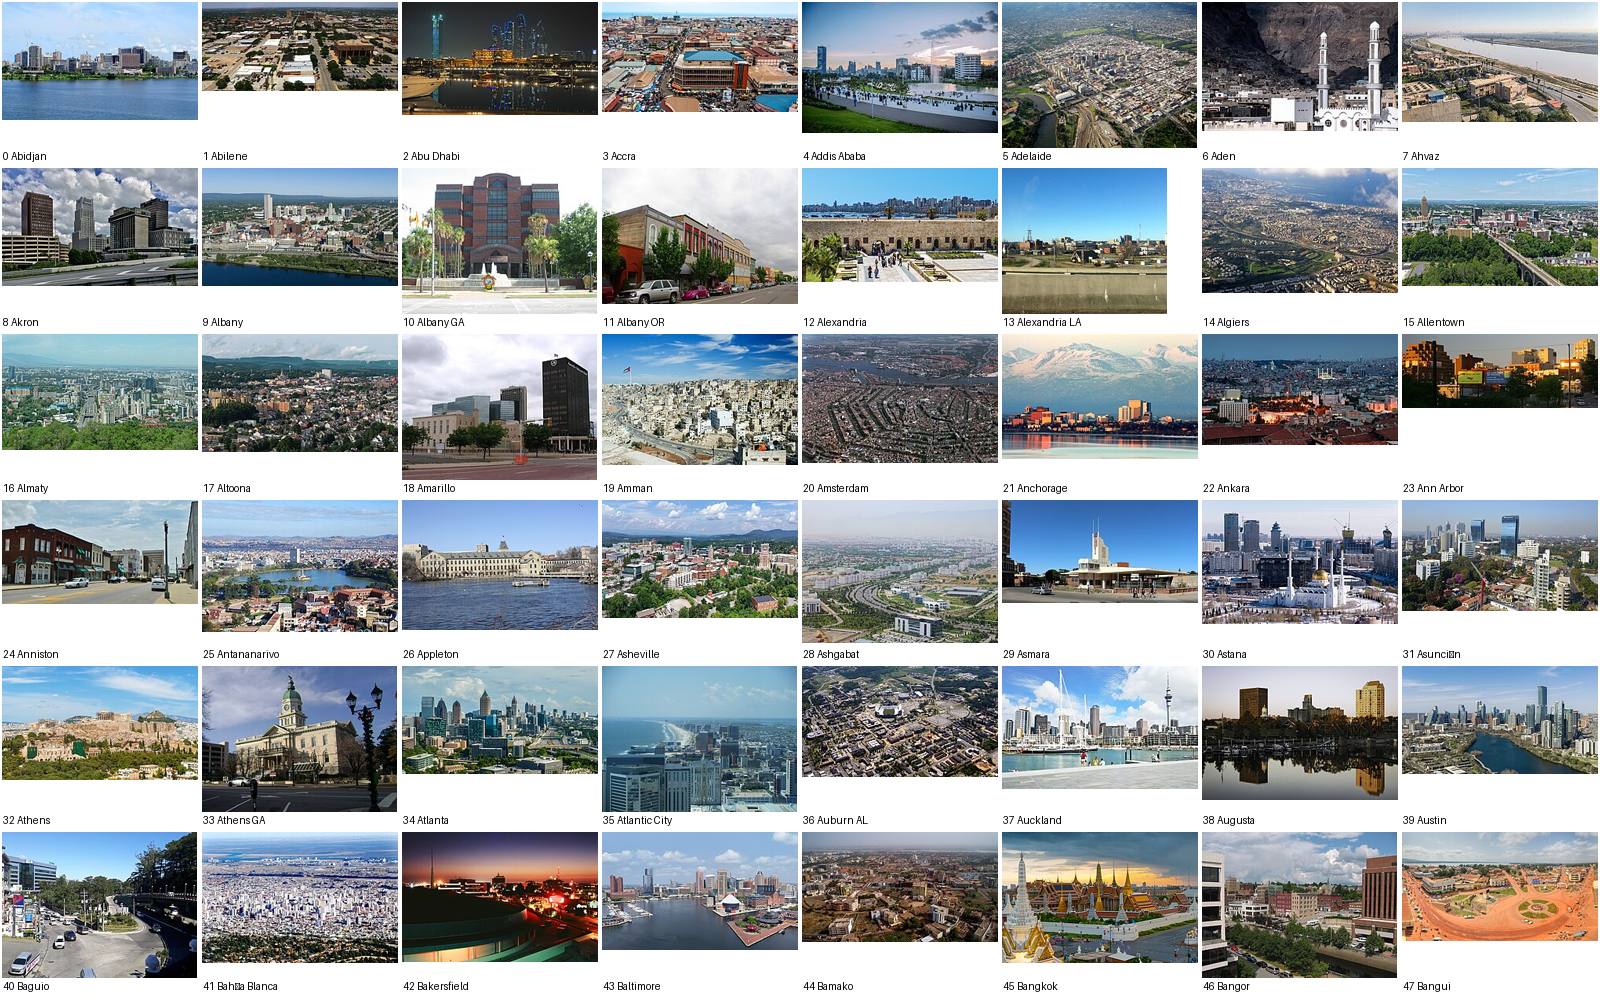 0 Abidjan
1 Abilene
2 Abu Dhabi
3 Accra
4 Addis Ababa
5 Adelaide
6 Aden
7 Ahvaz
8 Akron
9 Albany
10 Albany GA
11 Albany OR
12 Alexandria
13 Alexandria LA
14 Algiers
15 Allentown
16 Almaty
17 Altoona
18 Amarillo
19 Amman
20 Amsterdam
21 Anchorage
22 Ankara
23 Ann Arbor
24 Anniston
25 Antananarivo
26 Appleton
27 Asheville
28 Ashgabat
29 Asmara
30 Astana
31 Asunci▯n
32 Athens
33 Athens GA
34 Atlanta
35 Atlantic City
36 Auburn AL
37 Auckland
38 Augusta
39 Austin
40 Baguio
41 Bah▯a Blanca
42 Bakersfield
43 Baltimore
44 Bamako
45 Bangkok
46 Bangor
47 Bangui